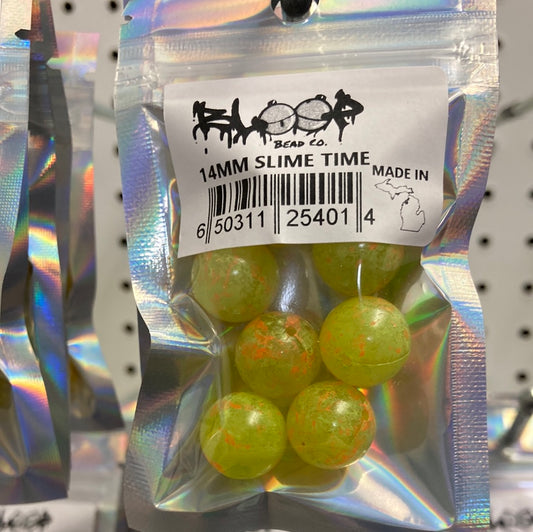 BLOOP
BEAD CO.
14MM SLIME TIME
MADE IN
6 50311 25401 4